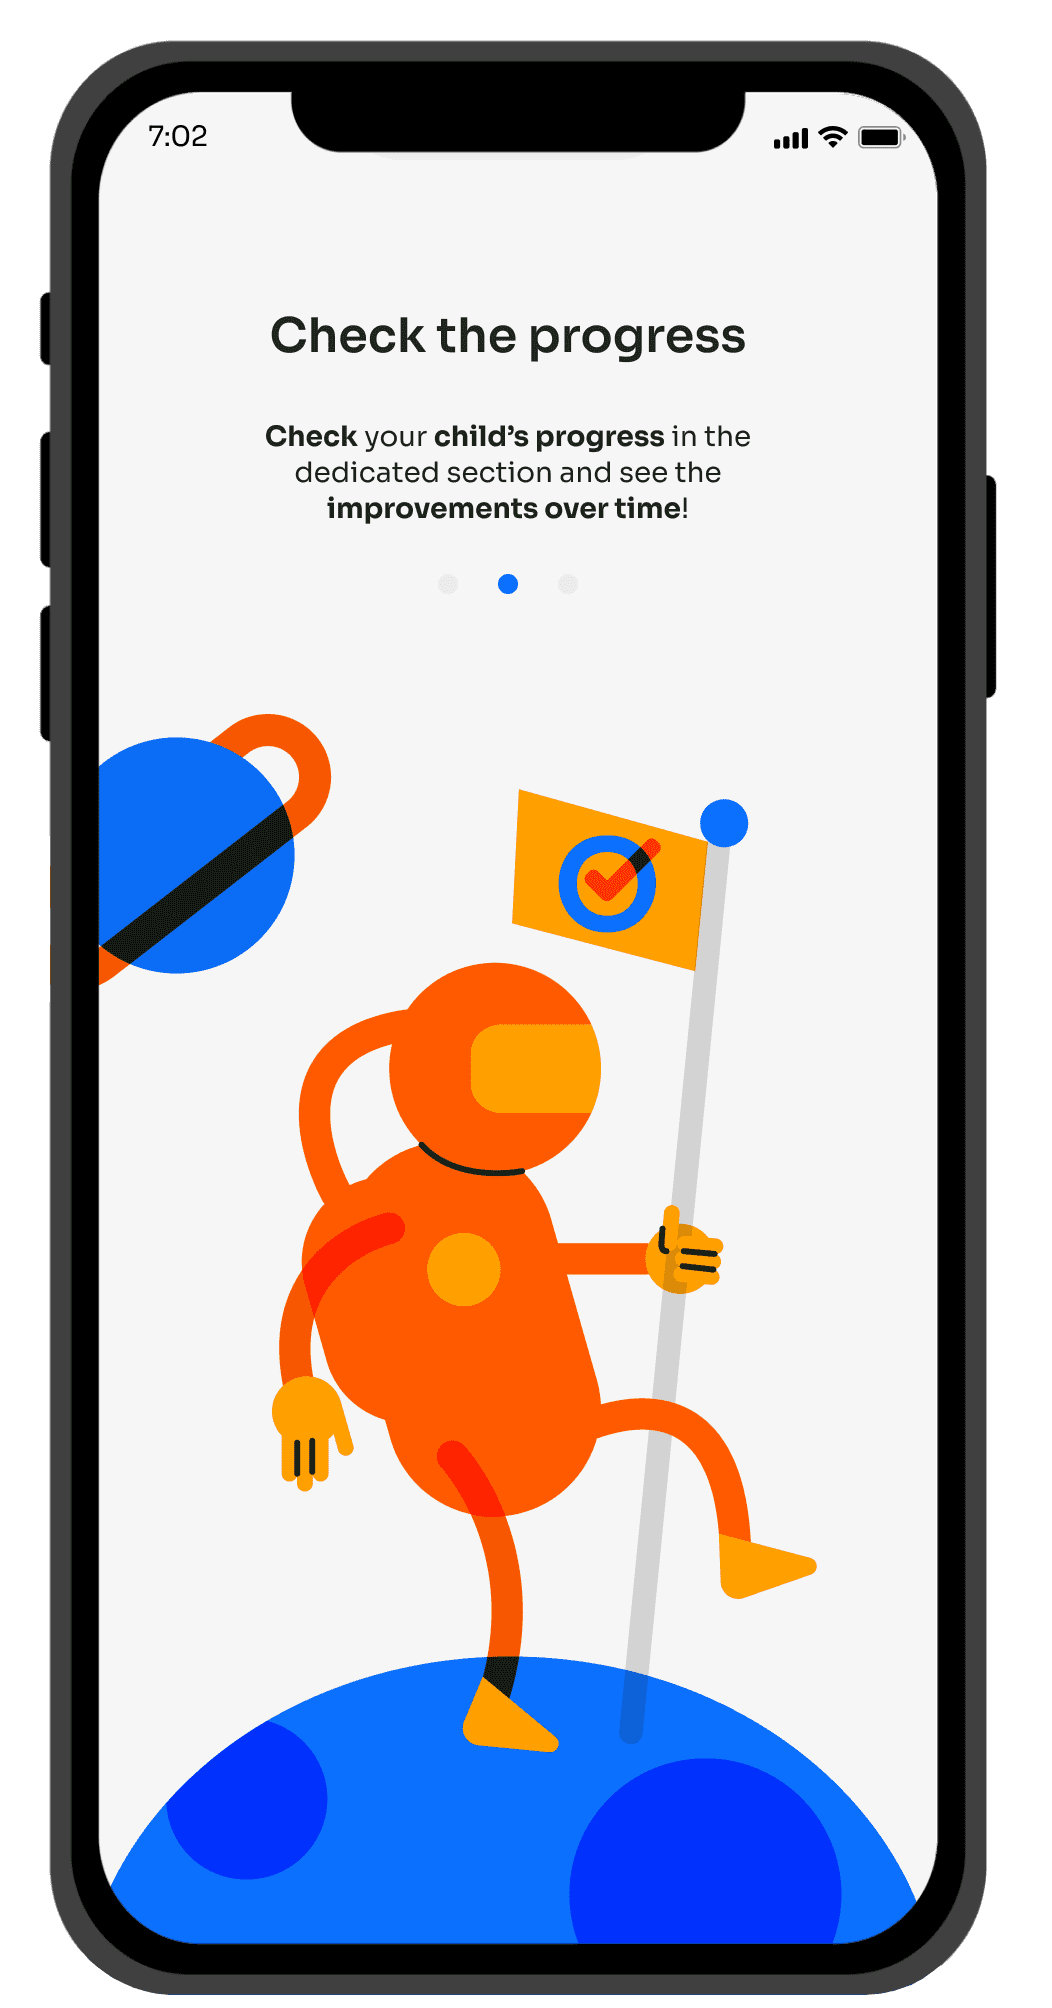 7:02
Check the progress
Check your child’s progress in the
dedicated section and see the
improvements over time!